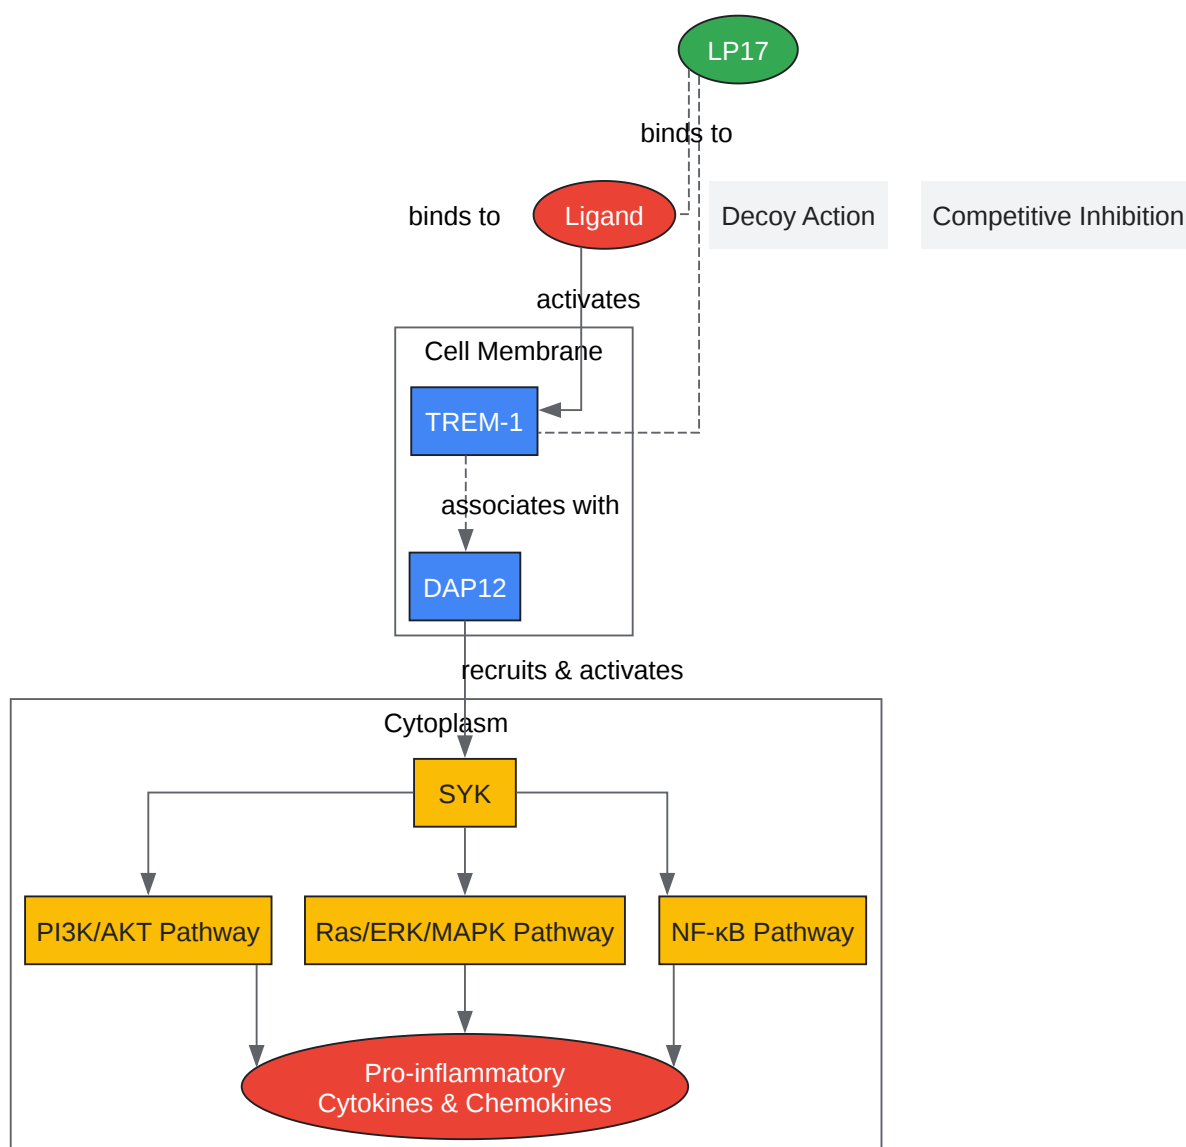 LP17
binds to
binds to
Ligand
Decoy Action
Competitive Inhibition
activates
Cell Membrane
TREM-1
associates with
DAP12
recruits & activates
Cytoplasm
SYK
PI3K/AKT Pathway
Ras/ERK/MAPK Pathway
NF-κB Pathway
Pro-inflammatory
Cytokines & Chemokines